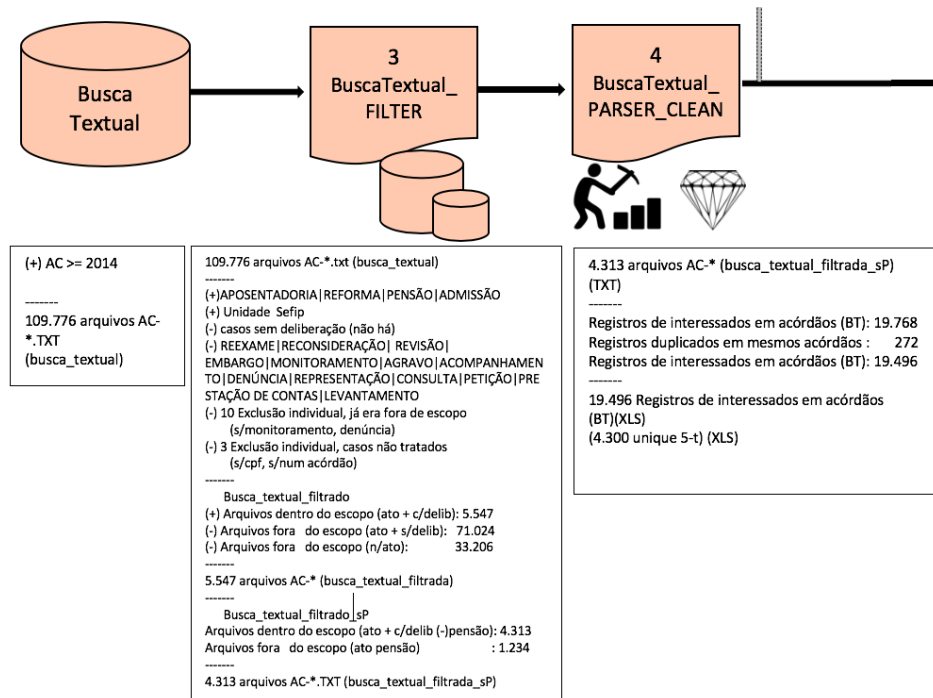 Busca
Textual
3
BuscaTextual_
FILTER
4
BuscaTextual_
PARSER_CLEAN
(+) AC >= 2014
-------
109.776 arquivos AC-
*.TXT
(busca_textual)
109.776 arquivos AC-*.txt (busca_textual)
-------
(+)APOSENTADORIA|REFORMA|PENSÃO|ADMISSÃO
(+) Unidade Sefip
(-) casos sem deliberação (não há)
(-) REEXAME|RECONSIDERAÇÃO| REVISÃO|
EMBARGO|MONITORAMENTO|AGRAVO|ACOMPANHAMEN
TO|DENÚNCIA|REPRESENTAÇÃO|CONSULTA|PETIÇÃO|PRE
STAÇÃO DE CONTAS|LEVANTAMENTO
(-) 10 Exclusão individual, já era fora de escopo
(s/monitoramento, denúncia)
(-) 3 Exclusão individual, casos não tratados
(s/cpf, s/num acórdão)
-------
Busca_textual_filtrado
(+) Arquivos dentro do escopo (ato + c/delib): 5.547
(-) Arquivos fora do escopo (ato + s/delib): 71.024
(-) Arquivos fora do escopo (n/ato): 33.206
-------
5.547 arquivos AC-* (busca_textual_filtrada)
-------
Busca_textual_filtrado_sP
Arquivos dentro do escopo (ato + c/delib (-)pensão): 4.313
Arquivos fora do escopo (ato pensão) : 1.234
-------
4.313 arquivos AC-*.TXT (busca_textual_filtrada_sP)
4.313 arquivos AC-* (busca_textual_filtrada_sP)
(TXT)
-------
Registros de interessados em acórdãos (BT): 19.768
Registros duplicados em mesmos acórdãos : 272
Registros de interessados em acórdãos (BT): 19.496
-------
19.496 Registros de interessados em acórdãos
(BT)(XLS)
(4.300 unique 5-t) (XLS)